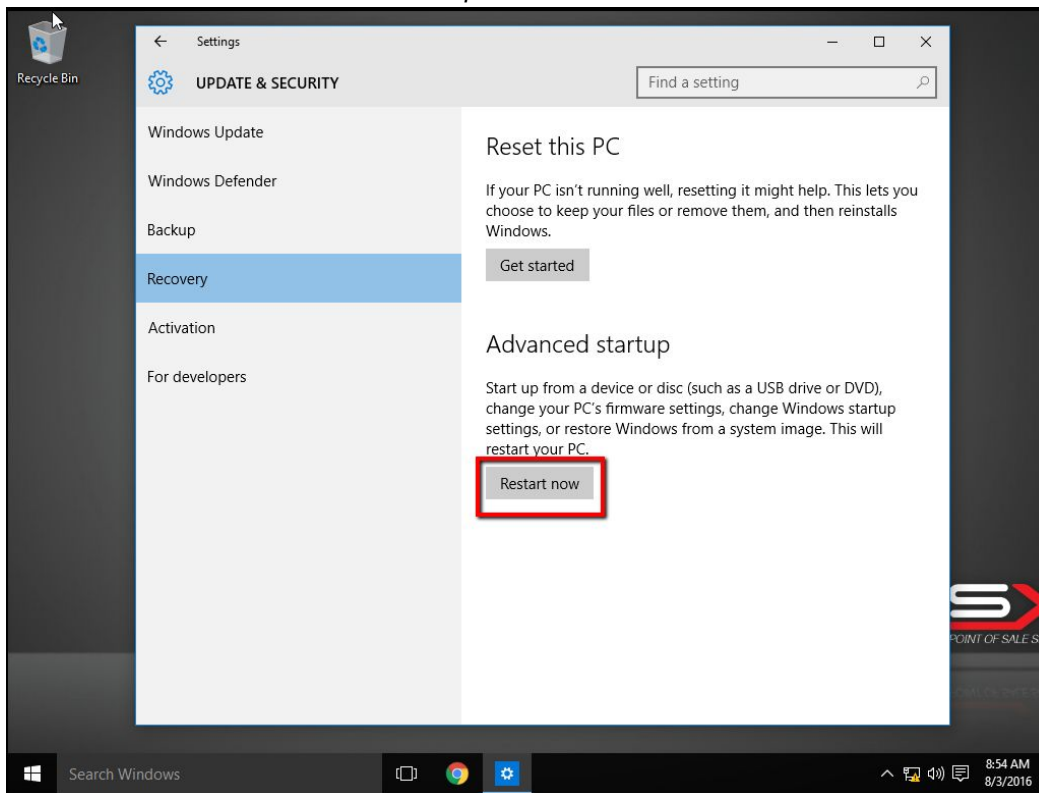 Recycle Bin
Settings
UPDATE & SECURITY
Find a setting
Windows Update
Windows Defender
Backup
Recovery
Activation
For developers
Reset this PC
If your PC isn't running well, resetting it might help. This lets you
choose to keep your files or remove them, and then reinstalls
Windows.
Get started
Advanced startup
Start up from a device or disc (such as a USB drive or DVD),
change your PC's firmware settings, change Windows startup
settings, or restore Windows from a system image. This will
restart your PC.
Restart now
POINT OF SALE S
Search Windows
8:54 AM
8/3/2016